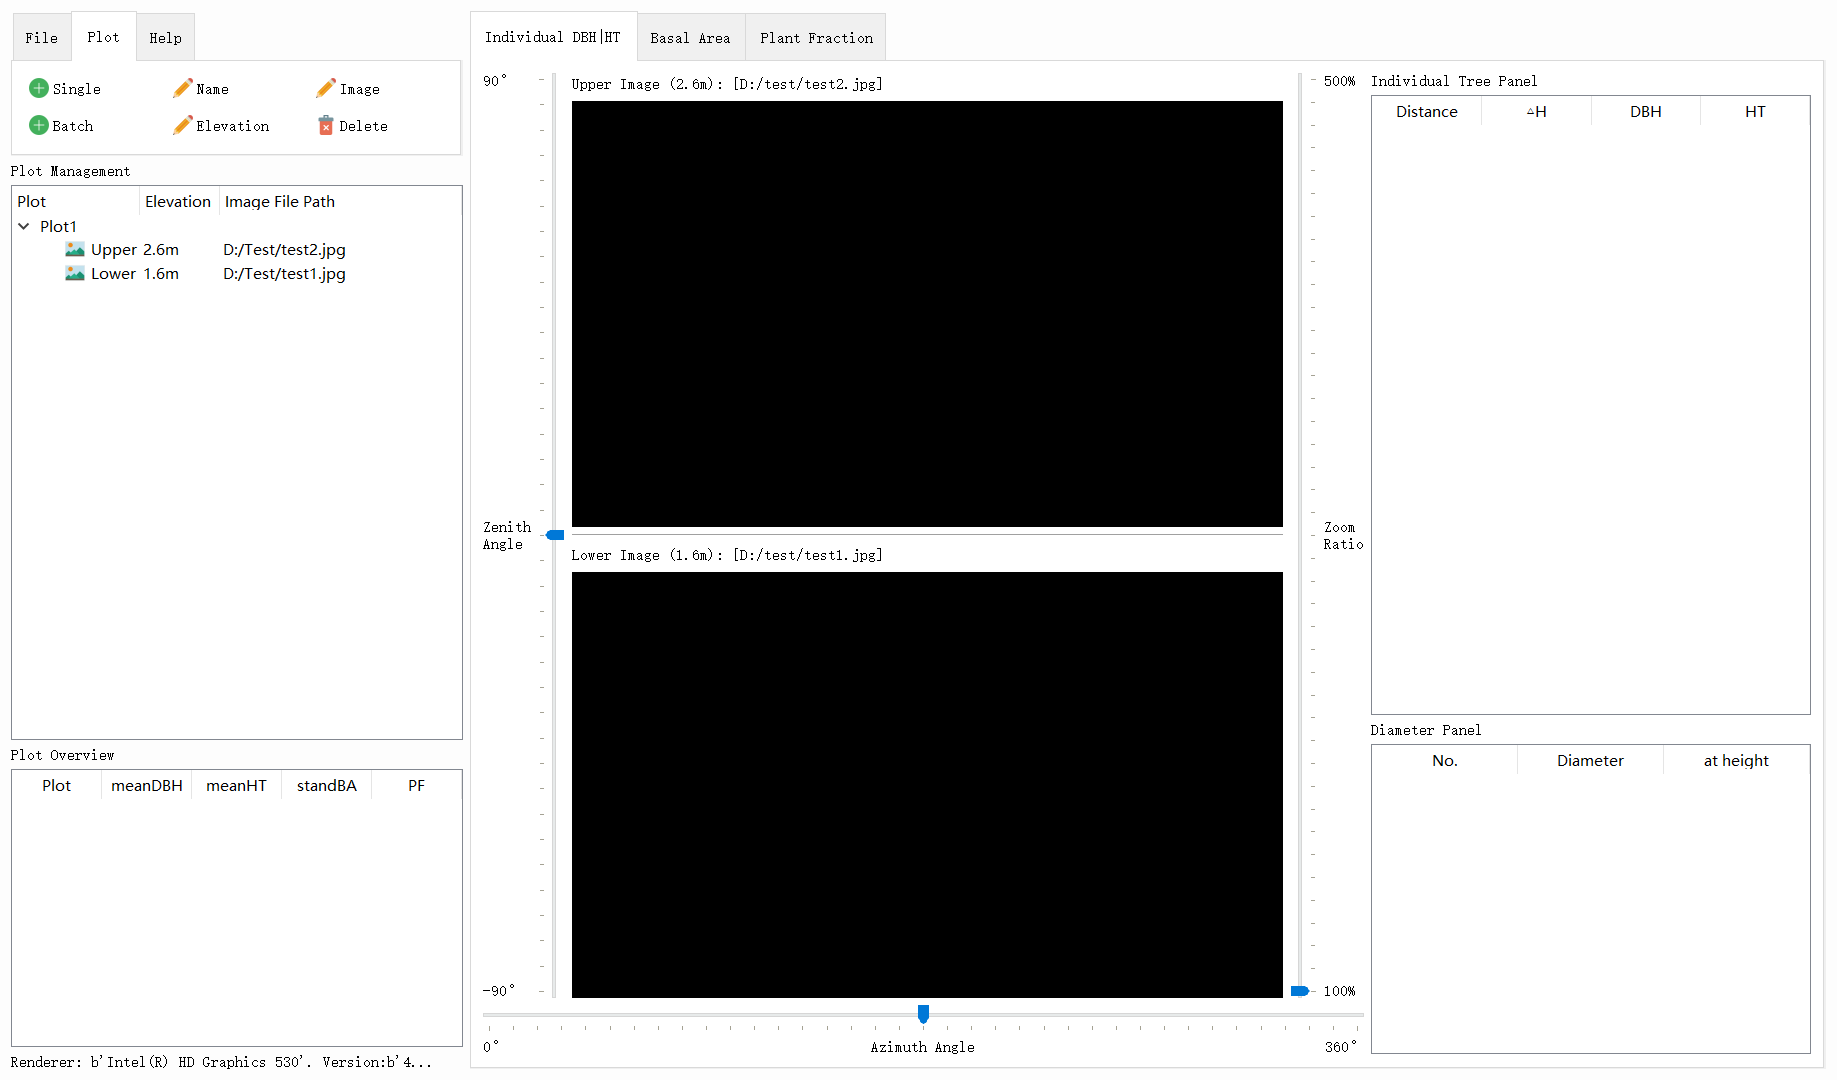 File Plot Help
Single Name Image
Batch Elevation Delete
Plot Management
Plot Elevation Image File Path
Plot1
Upper 2.6m D:/Test/test2.jpg
Lower 1.6m D:/Test/test1.jpg
Plot Overview
Plot meanDBH meanHT standBA PF
Renderer: b'Intel(R) HD Graphics 530'. Version:b'4...
Individual DBH|HT Basal Area Plant Fraction
90°
Zenith
Angle
-90°
Upper Image (2.6m): [D:/test/test2.jpg]
Lower Image (1.6m): [D:/test/test1.jpg]
0° Azimuth Angle 360°
500%
Zoom
Ratio
100%
Individual Tree Panel
Distance △H DBH HT
Diameter Panel
No. Diameter at height